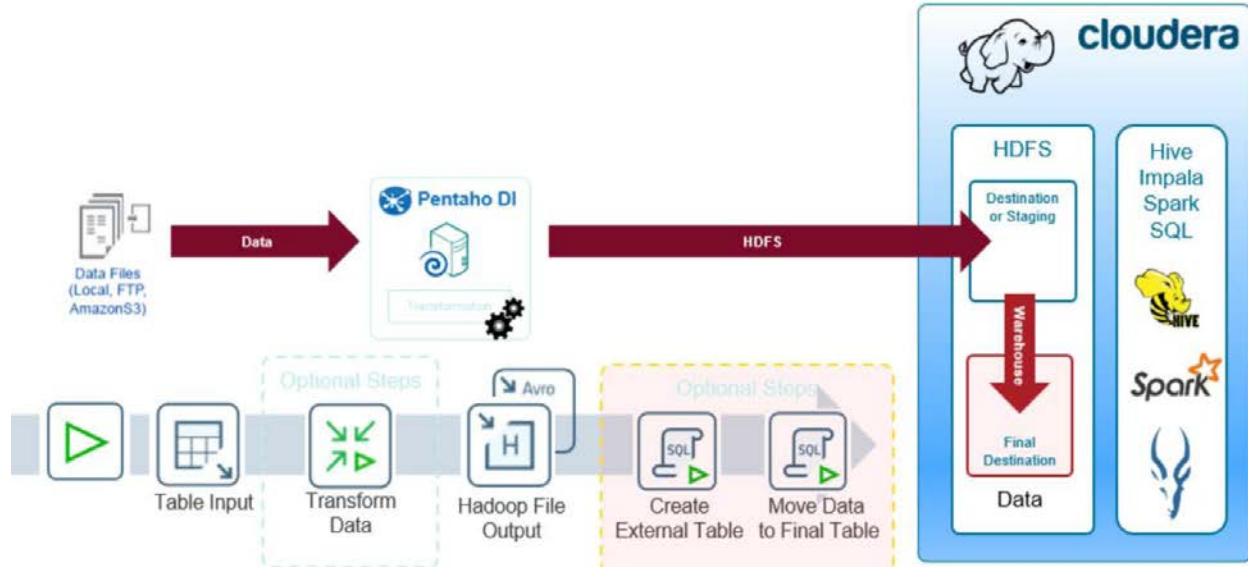 cloudera
HDFS
Destination
or Staging
Warehouse
Final
Destination
Data
Hive
Impala
Spark
SQL
HIVE
Spark
Data Files
(Local, FTP,
AmazonS3)
Data
Pentaho DI
Transformation
HDFS
Optional Steps
Avro
Optional Steps
H
SQL
SQL
Table Input
Transform
Data
Hadoop File
Output
Create
External Table
Move Data
to Final Table